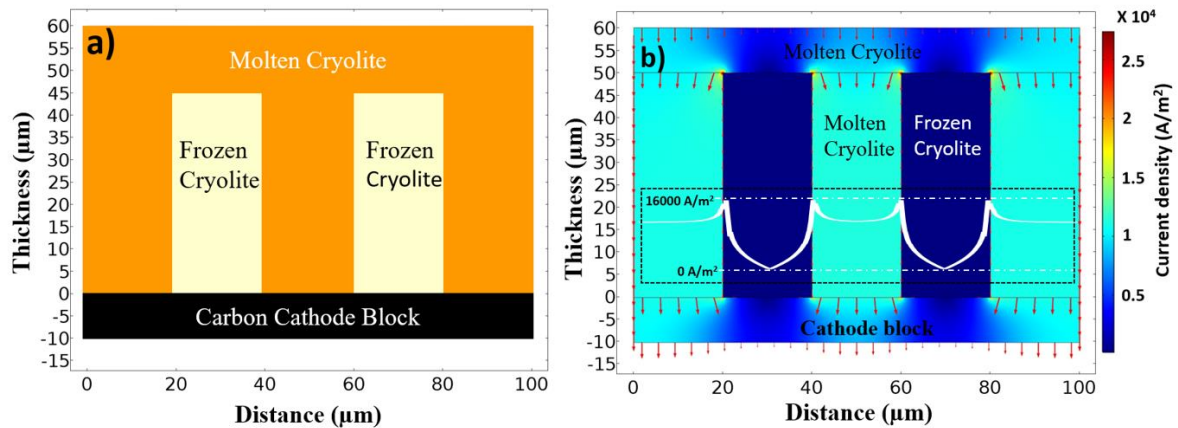 a)
Thickness (μm)
60
55
50
45
40
35
30
25
20
15
10
5
0
-5
-10
-15
Molten Cryolite
Frozen
Cryolite
Frozen
Cryolite
Carbon Cathode Block
0 20 40 60 80 100
Distance (μm)
b)
Thickness (μm)
60
55
50
45
40
35
30
25
20
15
10
5
0
-5
-10
-15
Molten Cryolite
Molten
Cryolite
Frozen
Cryolite
16000 A/m²
0 A/m²
Cathode block
0 20 40 60 80 100
Distance (μm)
X 10⁴
2.5
2
1.5
1
0.5
Current density (A/m²)